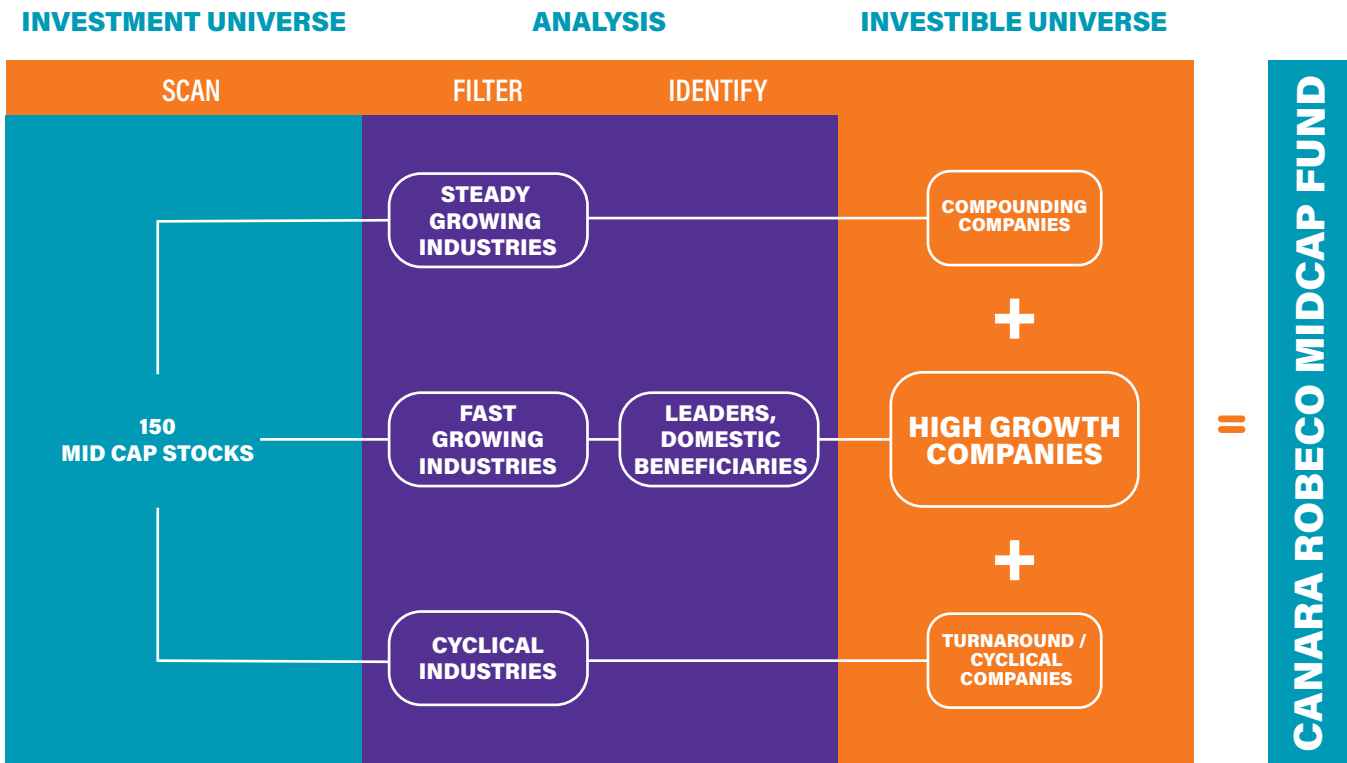 INVESTMENT UNIVERSE
ANALYSIS
INVESTIBLE UNIVERSE
SCAN
FILTER
IDENTIFY
150
MID CAP STOCKS
STEADY
GROWING
INDUSTRIES
COMPOUNDING
COMPANIES
+
FAST
GROWING
INDUSTRIES
LEADERS,
DOMESTIC
BENEFICIARIES
HIGH GROWTH
COMPANIES
+
CYCLICAL
INDUSTRIES
TURNAROUND /
CYCLICAL
COMPANIES
=
CANARA ROBECO MIDCAP FUND